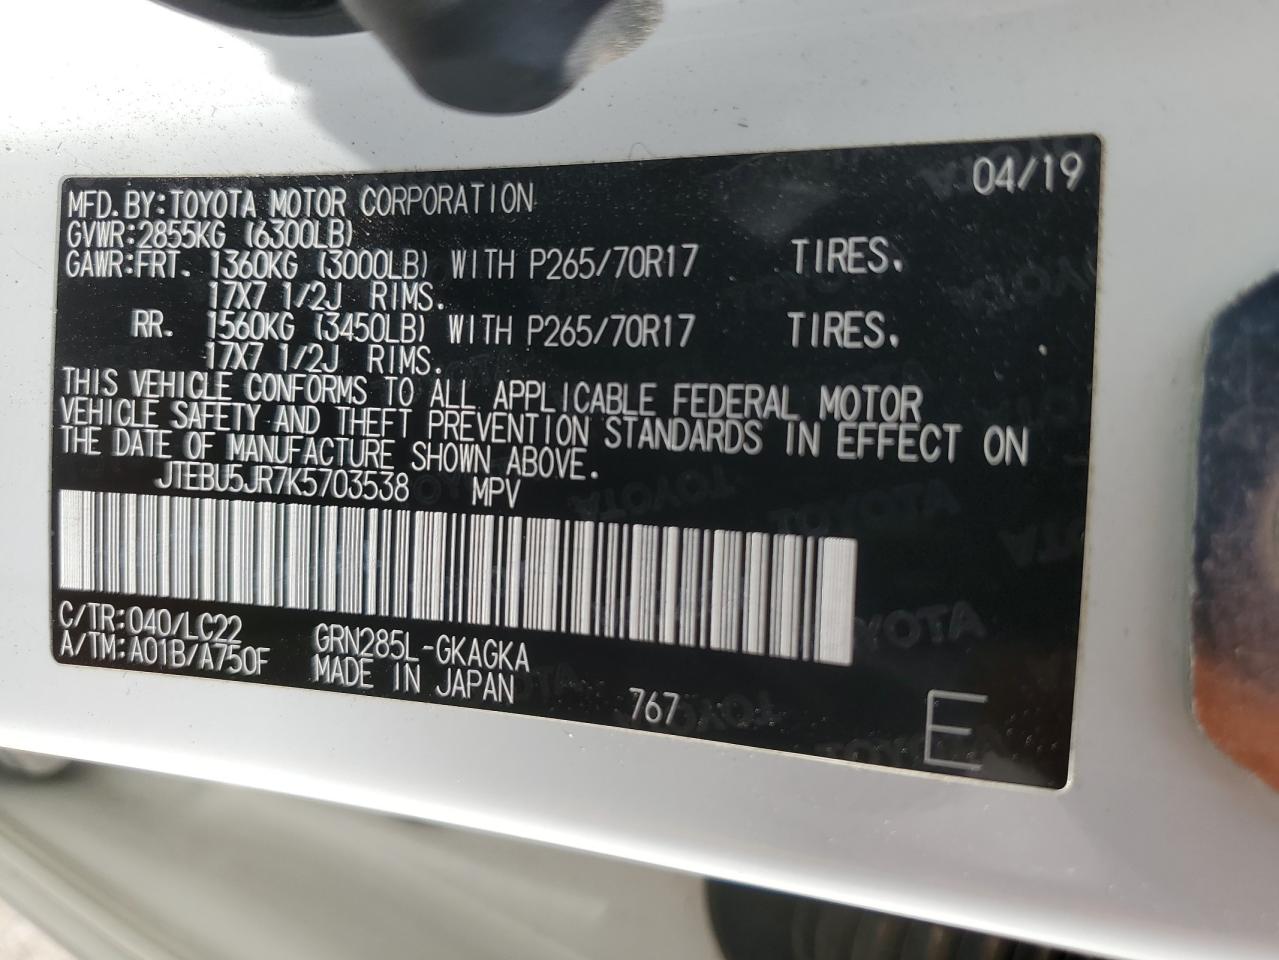 04/19
MFD.BY:TOYOTA MOTOR CORPORATION
GVWR:2855KG (6300LB)
GAWR:FRT. 1360KG (3000LB) WITH P265/70R17 TIRES.
17X7 1/2J RIMS.
RR. 1560KG (3450LB) WITH P265/70R17 TIRES.
17X7 1/2J RIMS.
THIS VEHICLE CONFORMS TO ALL APPLICABLE FEDERAL MOTOR
VEHICLE SAFETY AND THEFT PREVENTION STANDARDS IN EFFECT ON
THE DATE OF MANUFACTURE SHOWN ABOVE.
JTEBU5JR7K5703538 MPV
C/TR:040/LC22 GRN285L-GKAGKA
A/TM:A01B/A750F MADE IN JAPAN 767
E